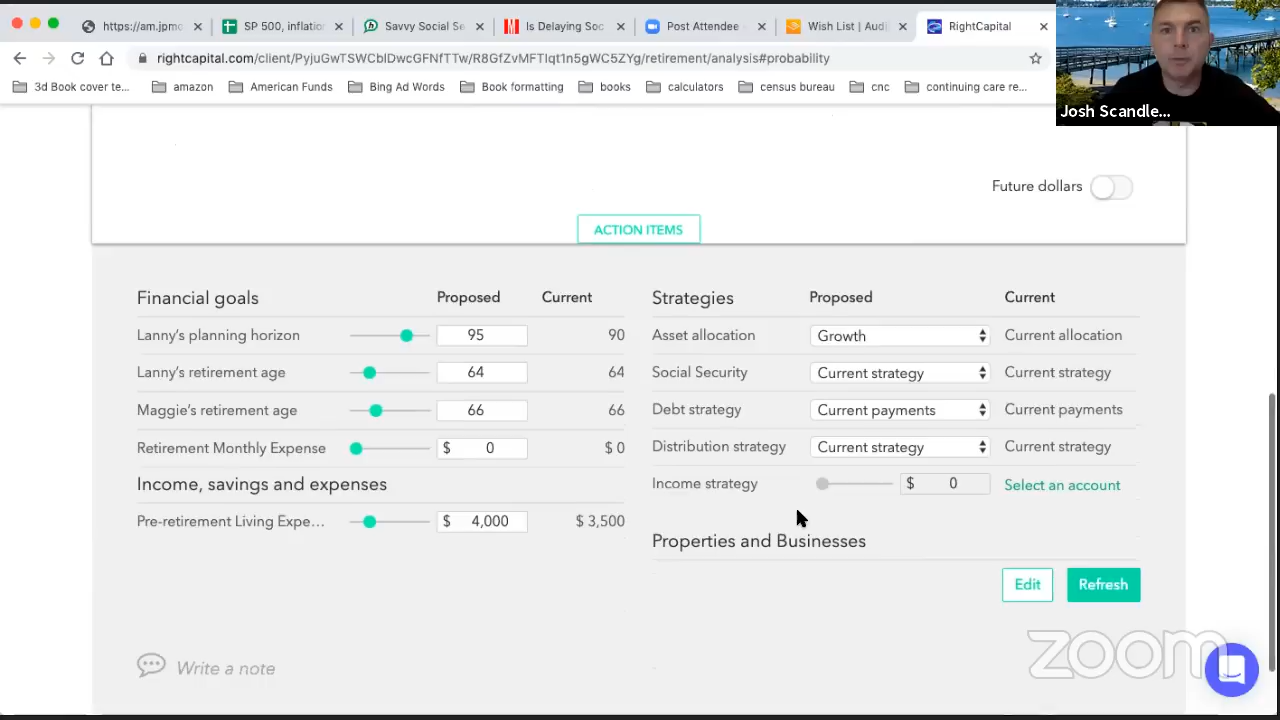 https://am.jpmo
SP 500, inflation
Savvy Social Se
Is Delaying Soc
Post Attendee
Wish List | Audi
RightCapital
rightcapital.com/client/PyjuGwTSWCbIDwcGFNfTTw/R8GfZvMFTIqt1n5gWC5ZYg/retirement/analysis#probability
3d Book cover te...
amazon
American Funds
Bing Ad Words
Book formatting
books
calculators
census bureau
cnc
continuing care re...
Josh Scandle...
Future dollars
ACTION ITEMS
Financial goals Proposed Current
Lanny's planning horizon 95 90
Lanny's retirement age 64 64
Maggie's retirement age 66 66
Retirement Monthly Expense $ 0 $ 0
Income, savings and expenses
Pre-retirement Living Expe... $ 4,000 $ 3,500
Strategies Proposed Current
Asset allocation Growth Current allocation
Social Security Current strategy Current strategy
Debt strategy Current payments Current payments
Distribution strategy Current strategy Current strategy
Income strategy $ 0 Select an account
Properties and Businesses
Edit Refresh
Write a note
zoom